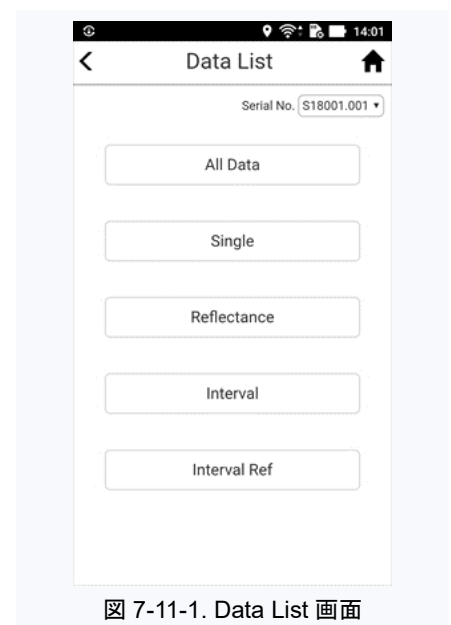 14:01
Data List
Serial No. S18001.001
All Data
Single
Reflectance
Interval
Interval Ref
図 7-11-1. Data List 画面